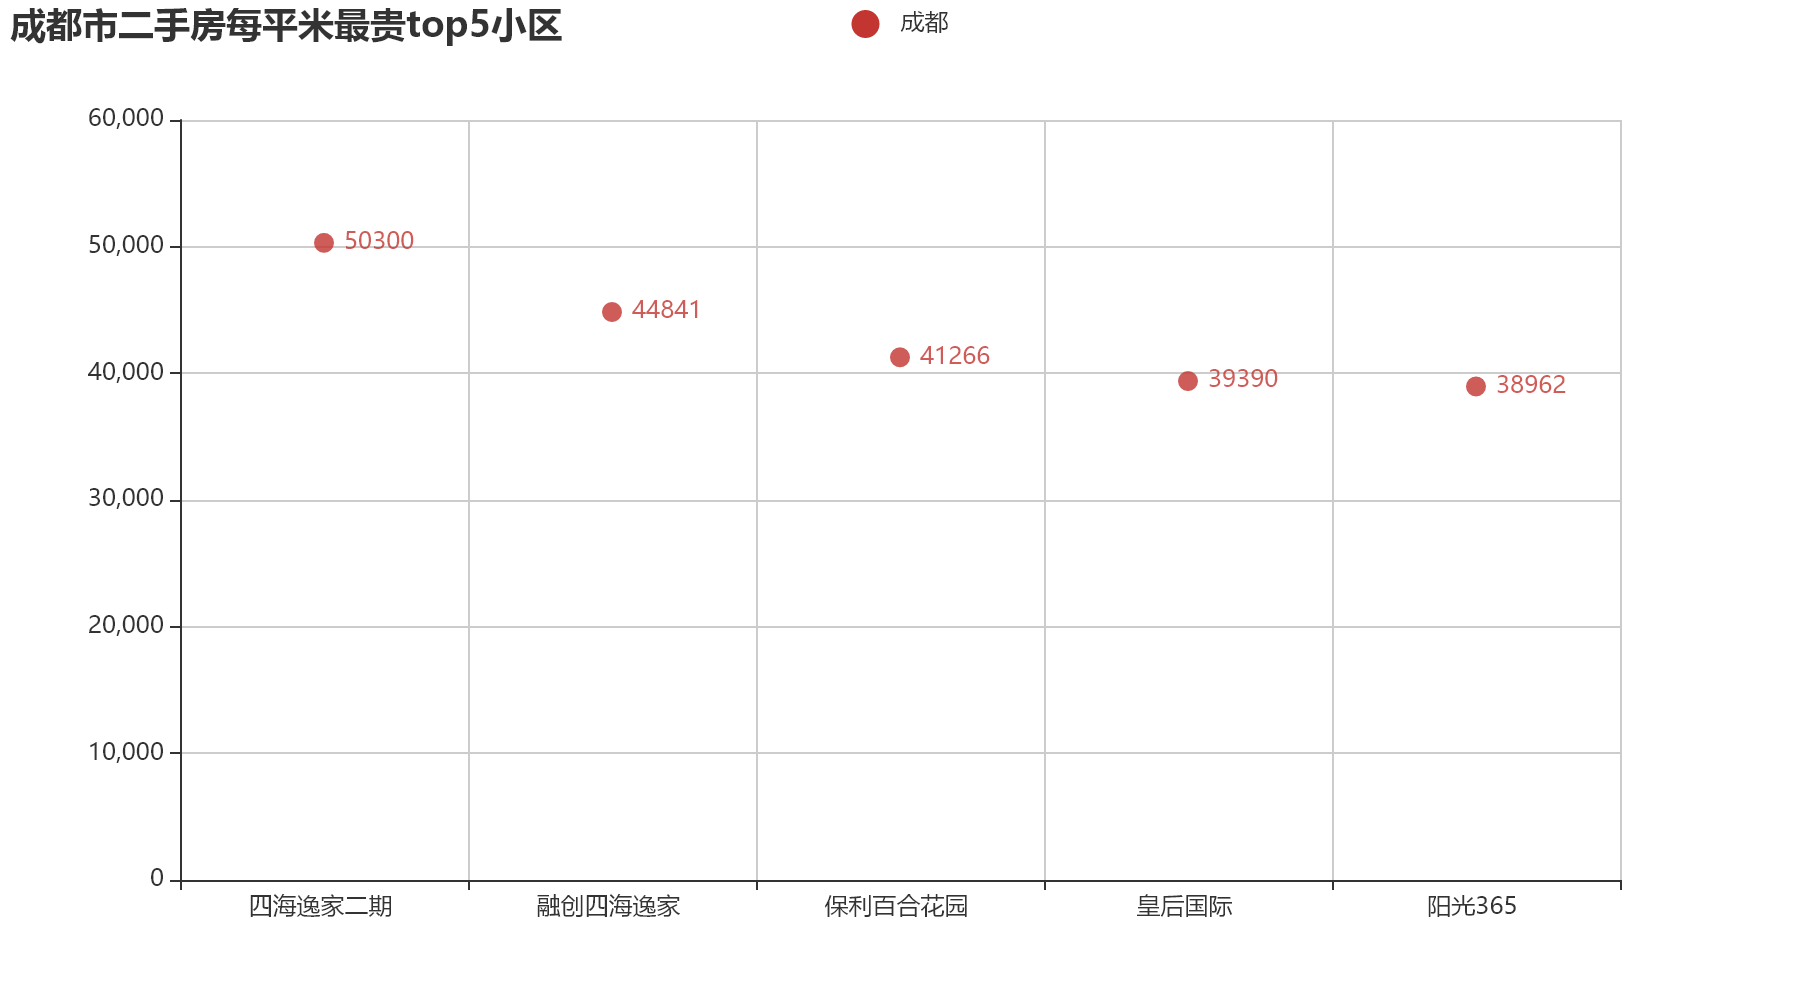 成都市二手房每平米最贵top5小区
成都
60,000
50,000
40,000
30,000
20,000
10,000
0
50300
44841
41266
39390
38962
四海逸家二期
融创四海逸家
保利百合花园
皇后国际
阳光365